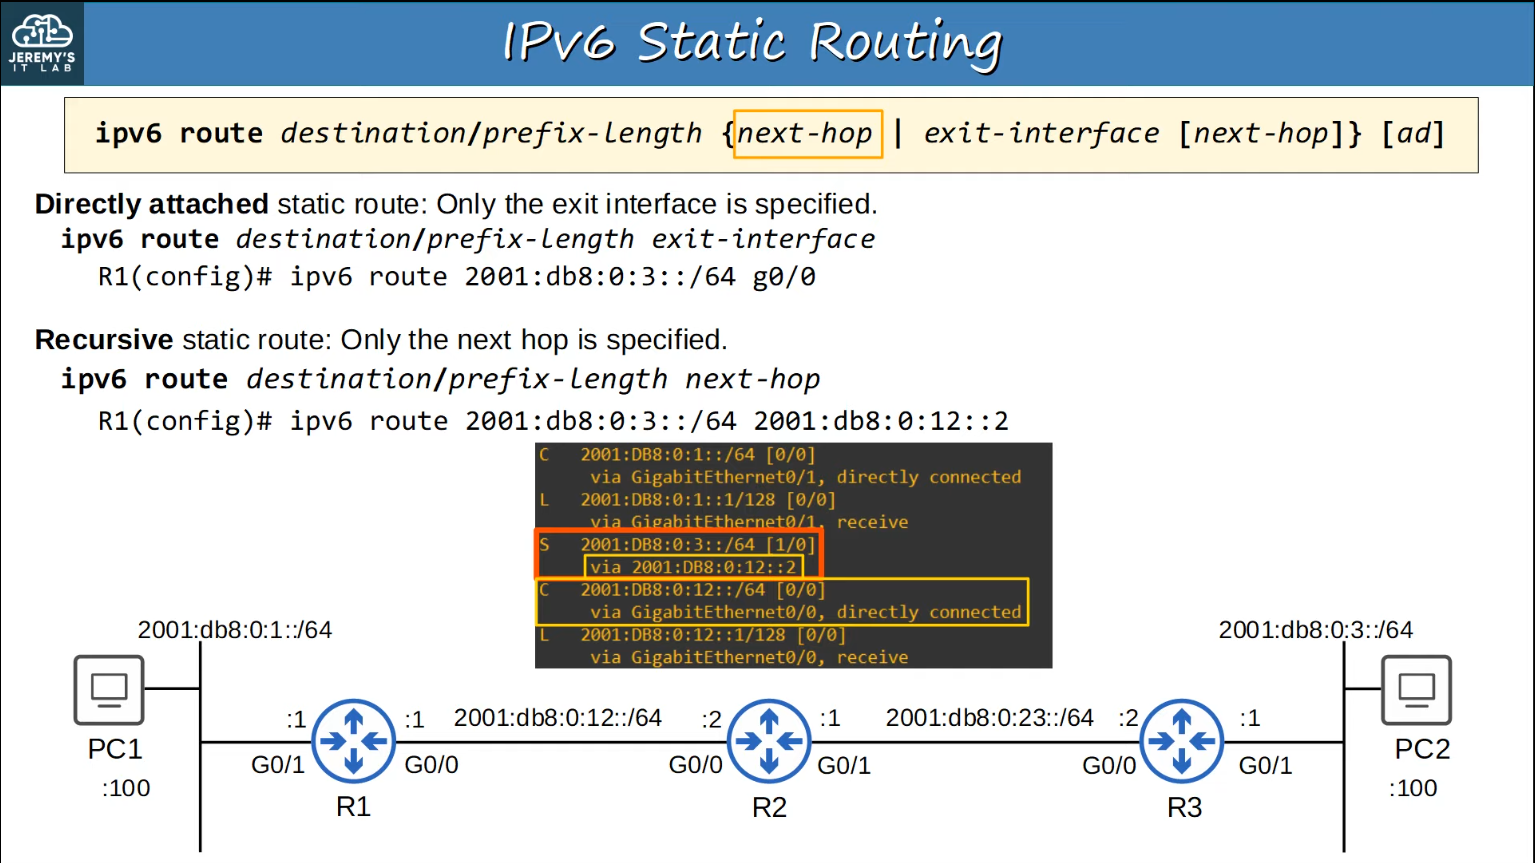 JEREMY'S
IT LAB
IPv6 Static Routing
ipv6 route destination/prefix-length {next-hop | exit-interface [next-hop]} [ad]
Directly attached static route: Only the exit interface is specified.
ipv6 route destination/prefix-length exit-interface
R1(config)# ipv6 route 2001:db8:0:3::/64 g0/0
Recursive static route: Only the next hop is specified.
ipv6 route destination/prefix-length next-hop
R1(config)# ipv6 route 2001:db8:0:3::/64 2001:db8:0:12::2
C 2001:DB8:0:1::/64 [0/0]
via GigabitEthernet0/1, directly connected
L 2001:DB8:0:1::1/128 [0/0]
via GigabitEthernet0/1, receive
S 2001:DB8:0:3::/64 [1/0]
via 2001:DB8:0:12::2
C 2001:DB8:0:12::/64 [0/0]
via GigabitEthernet0/0, directly connected
L 2001:DB8:0:12::1/128 [0/0]
via GigabitEthernet0/0, receive
2001:db8:0:1::/64 2001:db8:0:3::/64
:1 :1 2001:db8:0:12::/64 :2 :1 2001:db8:0:23::/64 :2 :1
PC1 PC2
G0/1 G0/0 G0/0 G0/1 G0/0 G0/1
:100 :100
R1 R2 R3